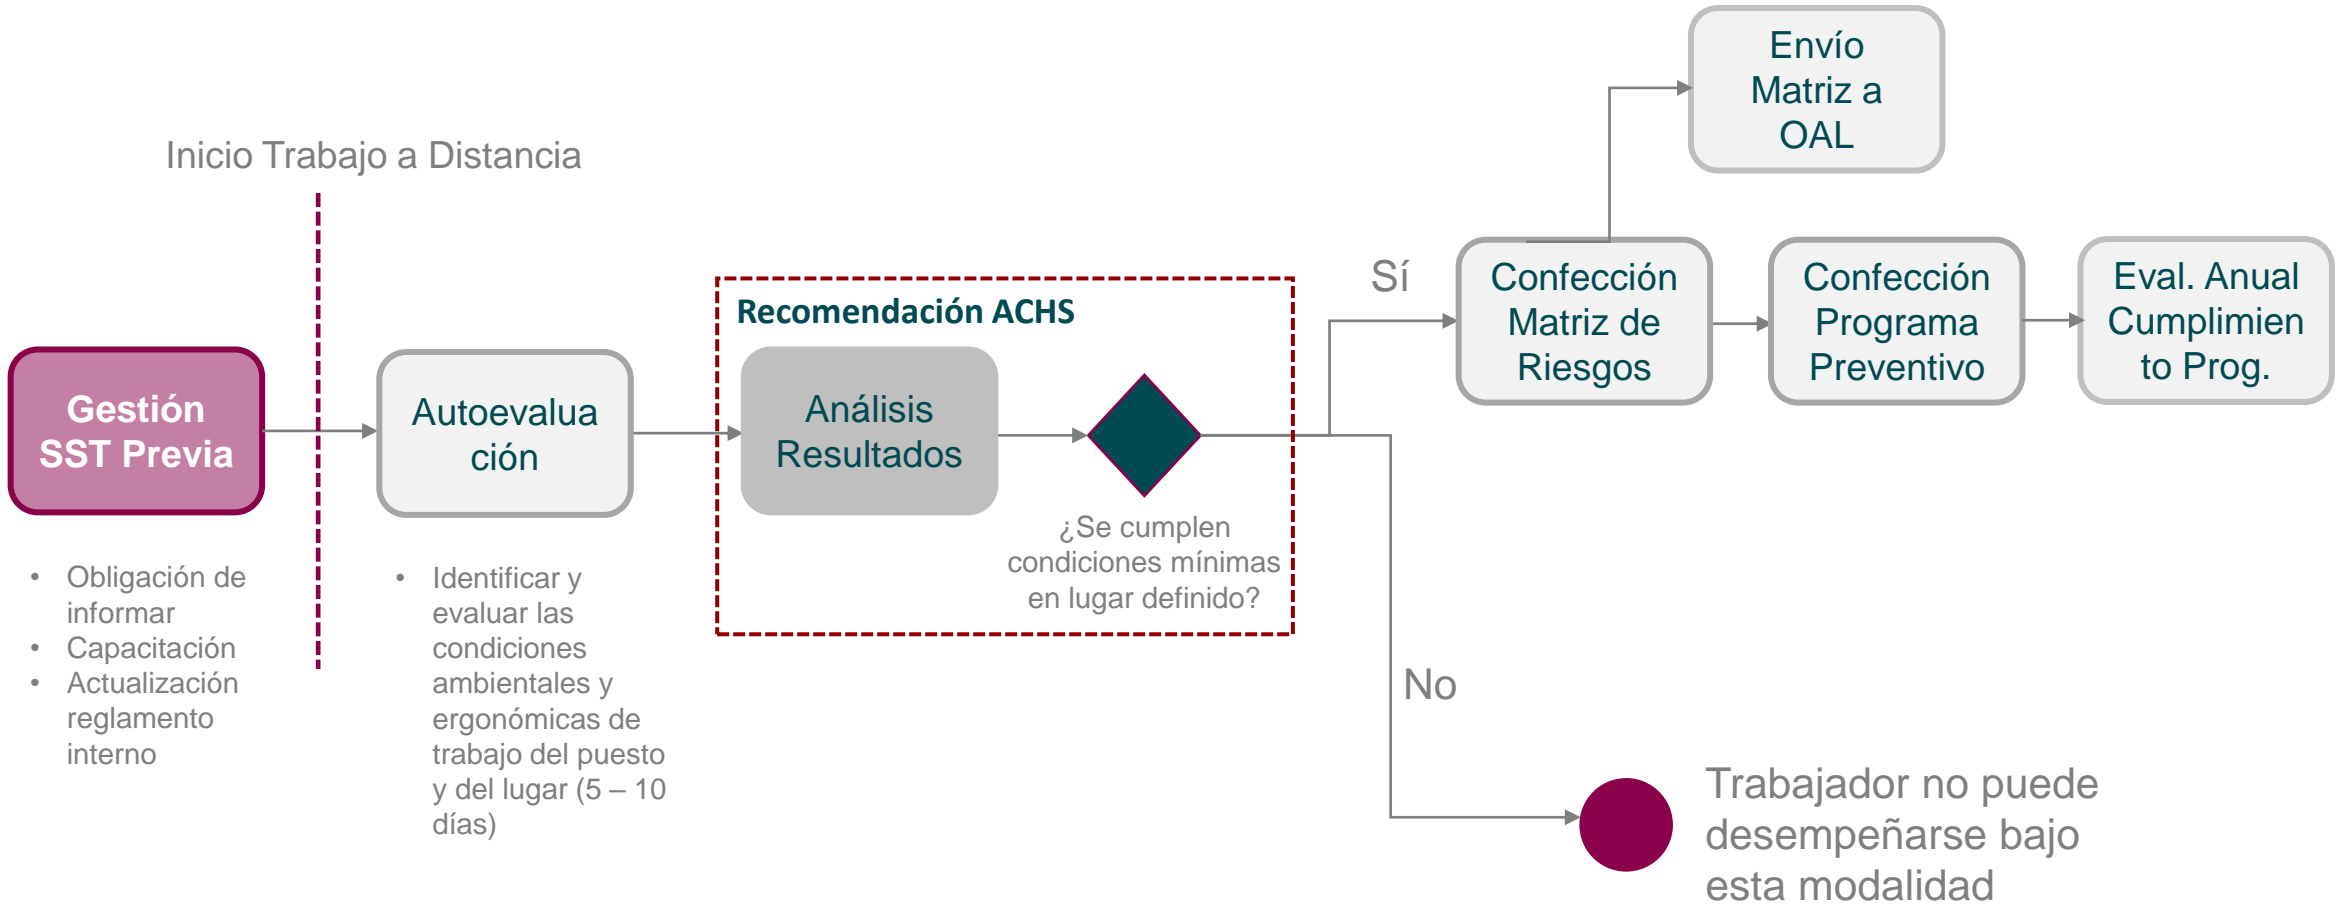 Inicio Trabajo a Distancia
Gestión
SST Previa
• Obligación de
informar
• Capacitación
• Actualización
reglamento
interno
Autoevalua
ción
• Identificar y
evaluar las
condiciones
ambientales y
ergonómicas de
trabajo del puesto
y del lugar (5 – 10
días)
Recomendación ACHS
Análisis
Resultados
¿Se cumplen
condiciones mínimas
en lugar definido?
Sí
Confección
Matriz de
Riesgos
Envío
Matriz a
OAL
Confección
Programa
Preventivo
Eval. Anual
Cumplimien
to Prog.
No
Trabajador no puede
desempeñarse bajo
esta modalidad